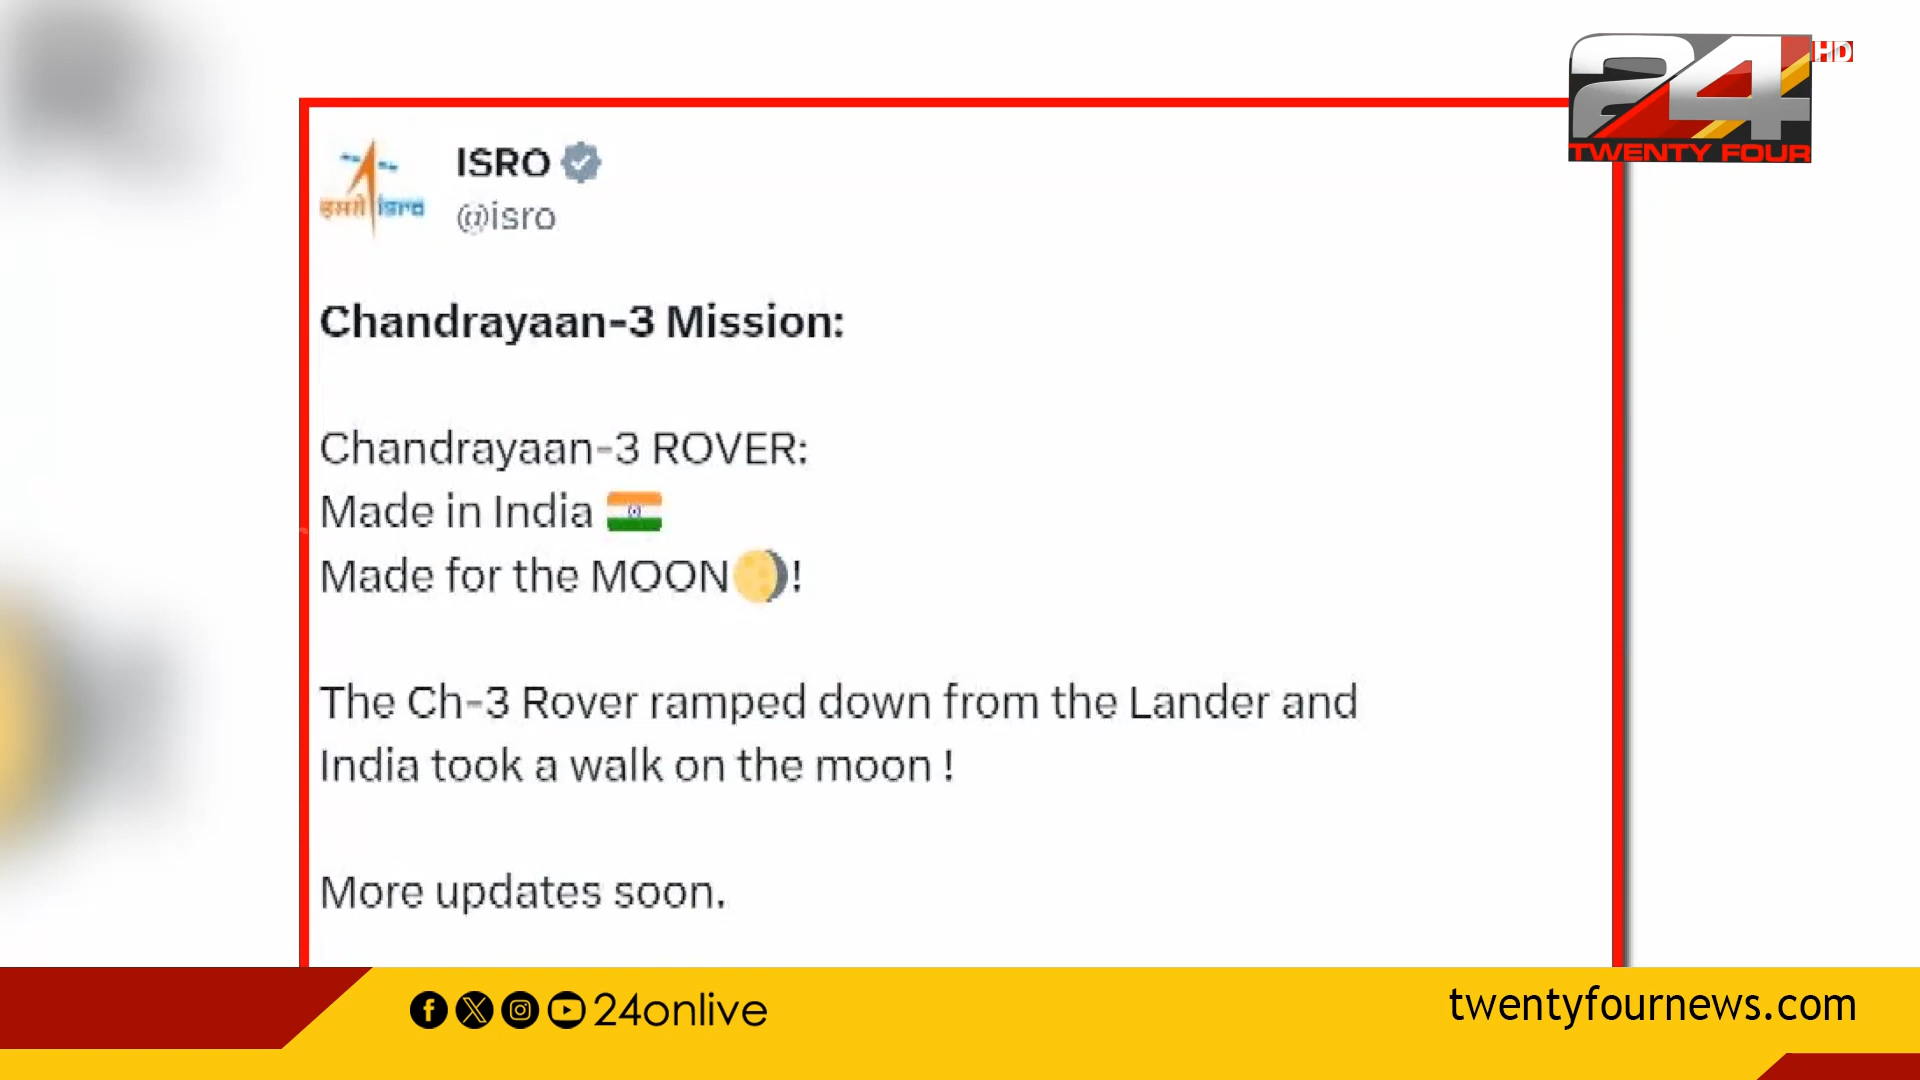 24
HD
TWENTY FOUR
ISRO
इसरो isro
@isro
Chandrayaan-3 Mission:
Chandrayaan-3 ROVER:
Made in India 🇮🇳
Made for the MOON🌖!
The Ch-3 Rover ramped down from the Lander and
India took a walk on the moon !
More updates soon.
24onlive
twentyfournews.com